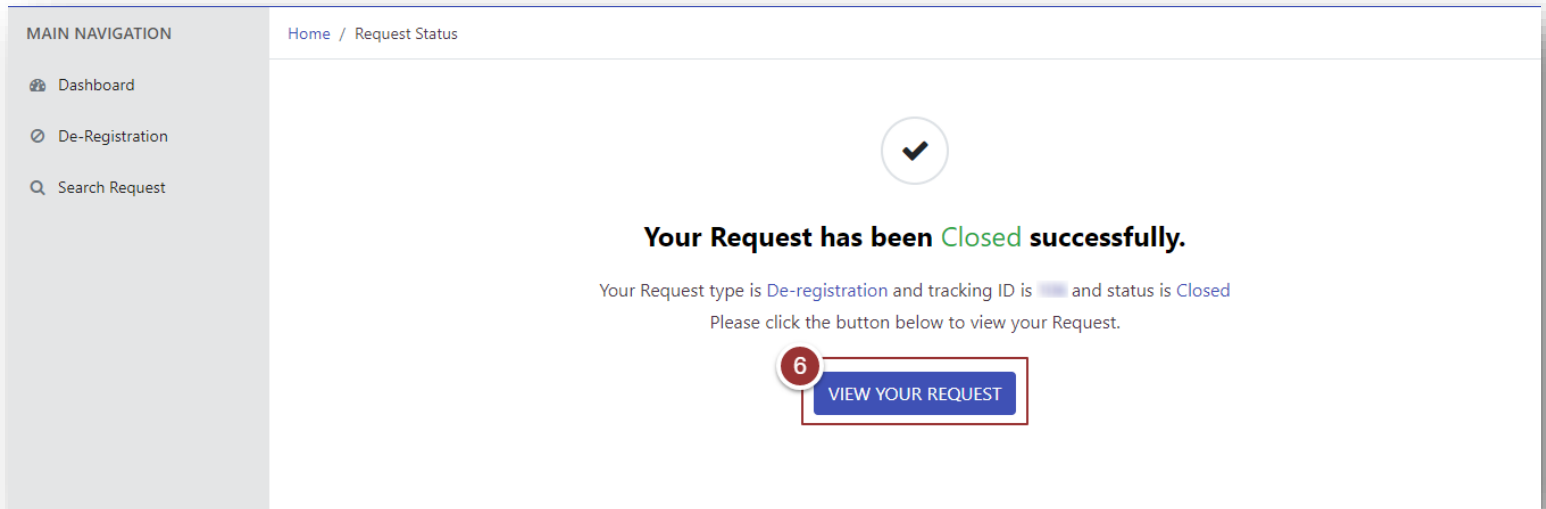 MAIN NAVIGATION
Dashboard
De-Registration
Search Request
Home / Request Status
Your Request has been Closed successfully.
Your Request type is De-registration and tracking ID is and status is Closed
Please click the button below to view your Request.
6
VIEW YOUR REQUEST